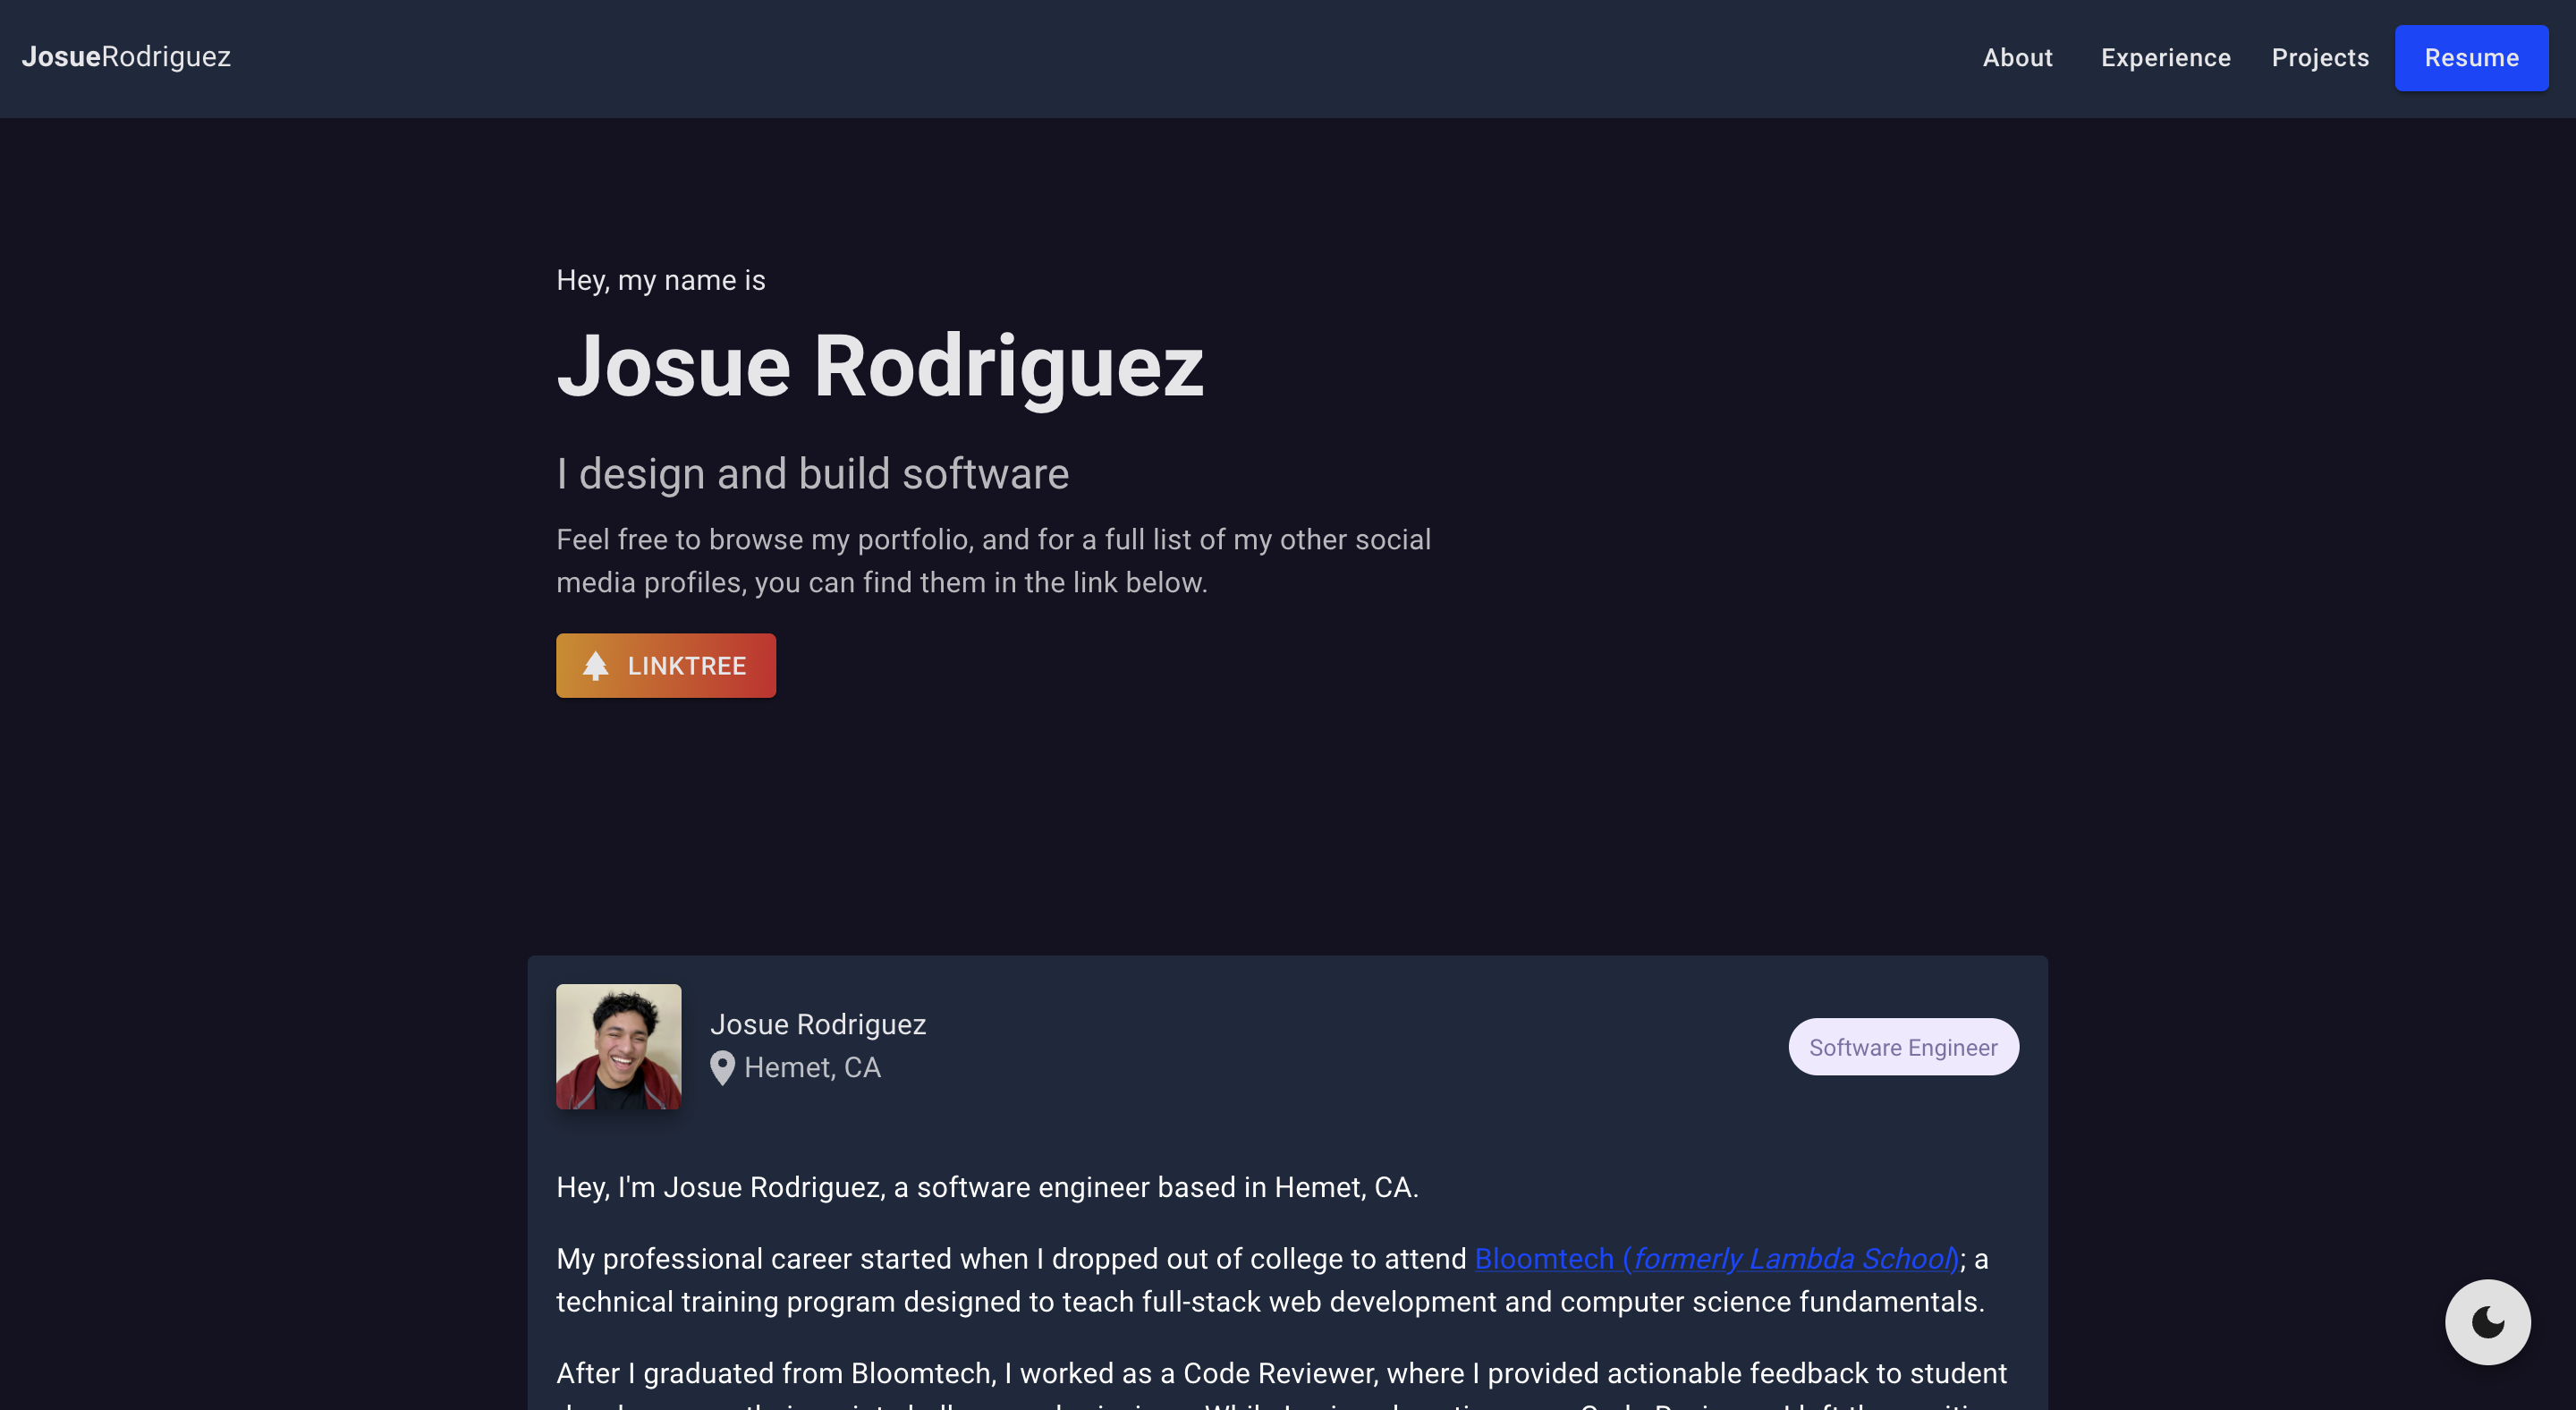 JosueRodriguez
About Experience Projects Resume
Hey, my name is
Josue Rodriguez
I design and build software
Feel free to browse my portfolio, and for a full list of my other social
media profiles, you can find them in the link below.
LINKTREE
Josue Rodriguez
Hemet, CA
Software Engineer
Hey, I'm Josue Rodriguez, a software engineer based in Hemet, CA.
My professional career started when I dropped out of college to attend Bloomtech (formerly Lambda School); a
technical training program designed to teach full-stack web development and computer science fundamentals.
After I graduated from Bloomtech, I worked as a Code Reviewer, where I provided actionable feedback to student